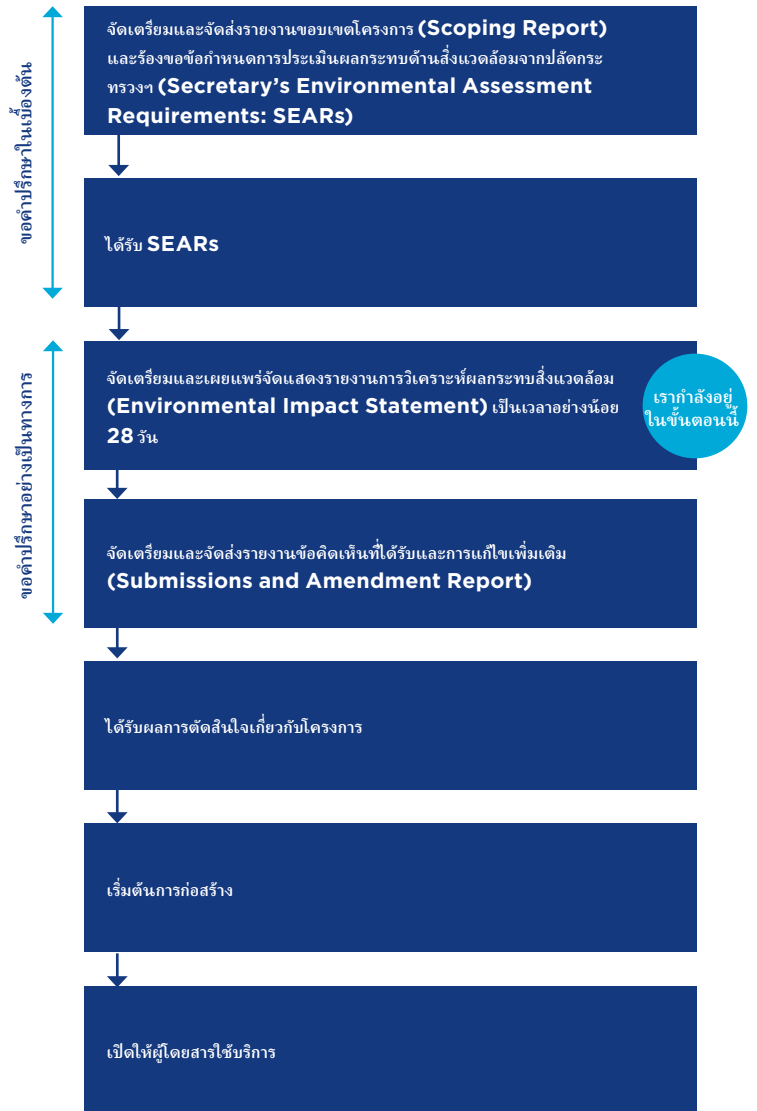 ขอคำปรึกษาในเบื้องต้น
จัดเตรียมและจัดส่งรายงานขอบเขตโครงการ (Scoping Report)
และร้องขอข้อกำหนดการประเมินผลกระทบด้านสิ่งแวดล้อมจากปลัดกระ
ทรวงฯ (Secretary’s Environmental Assessment
Requirements: SEARs)
ได้รับ SEARs
ขอคำปรึกษาอย่างเป็นทางการ
จัดเตรียมและเผยแพร่จัดแสดงรายงานการวิเคราะห์ผลกระทบสิ่งแวดล้อม
(Environmental Impact Statement) เป็นเวลาอย่างน้อย
28 วัน
เรากำลังอยู่
ในขั้นตอนนี้
จัดเตรียมและจัดส่งรายงานข้อคิดเห็นที่ได้รับและการแก้ไขเพิ่มเติม
(Submissions and Amendment Report)
ได้รับผลการตัดสินใจเกี่ยวกับโครงการ
เริ่มต้นการก่อสร้าง
เปิดให้ผู้โดยสารใช้บริการ